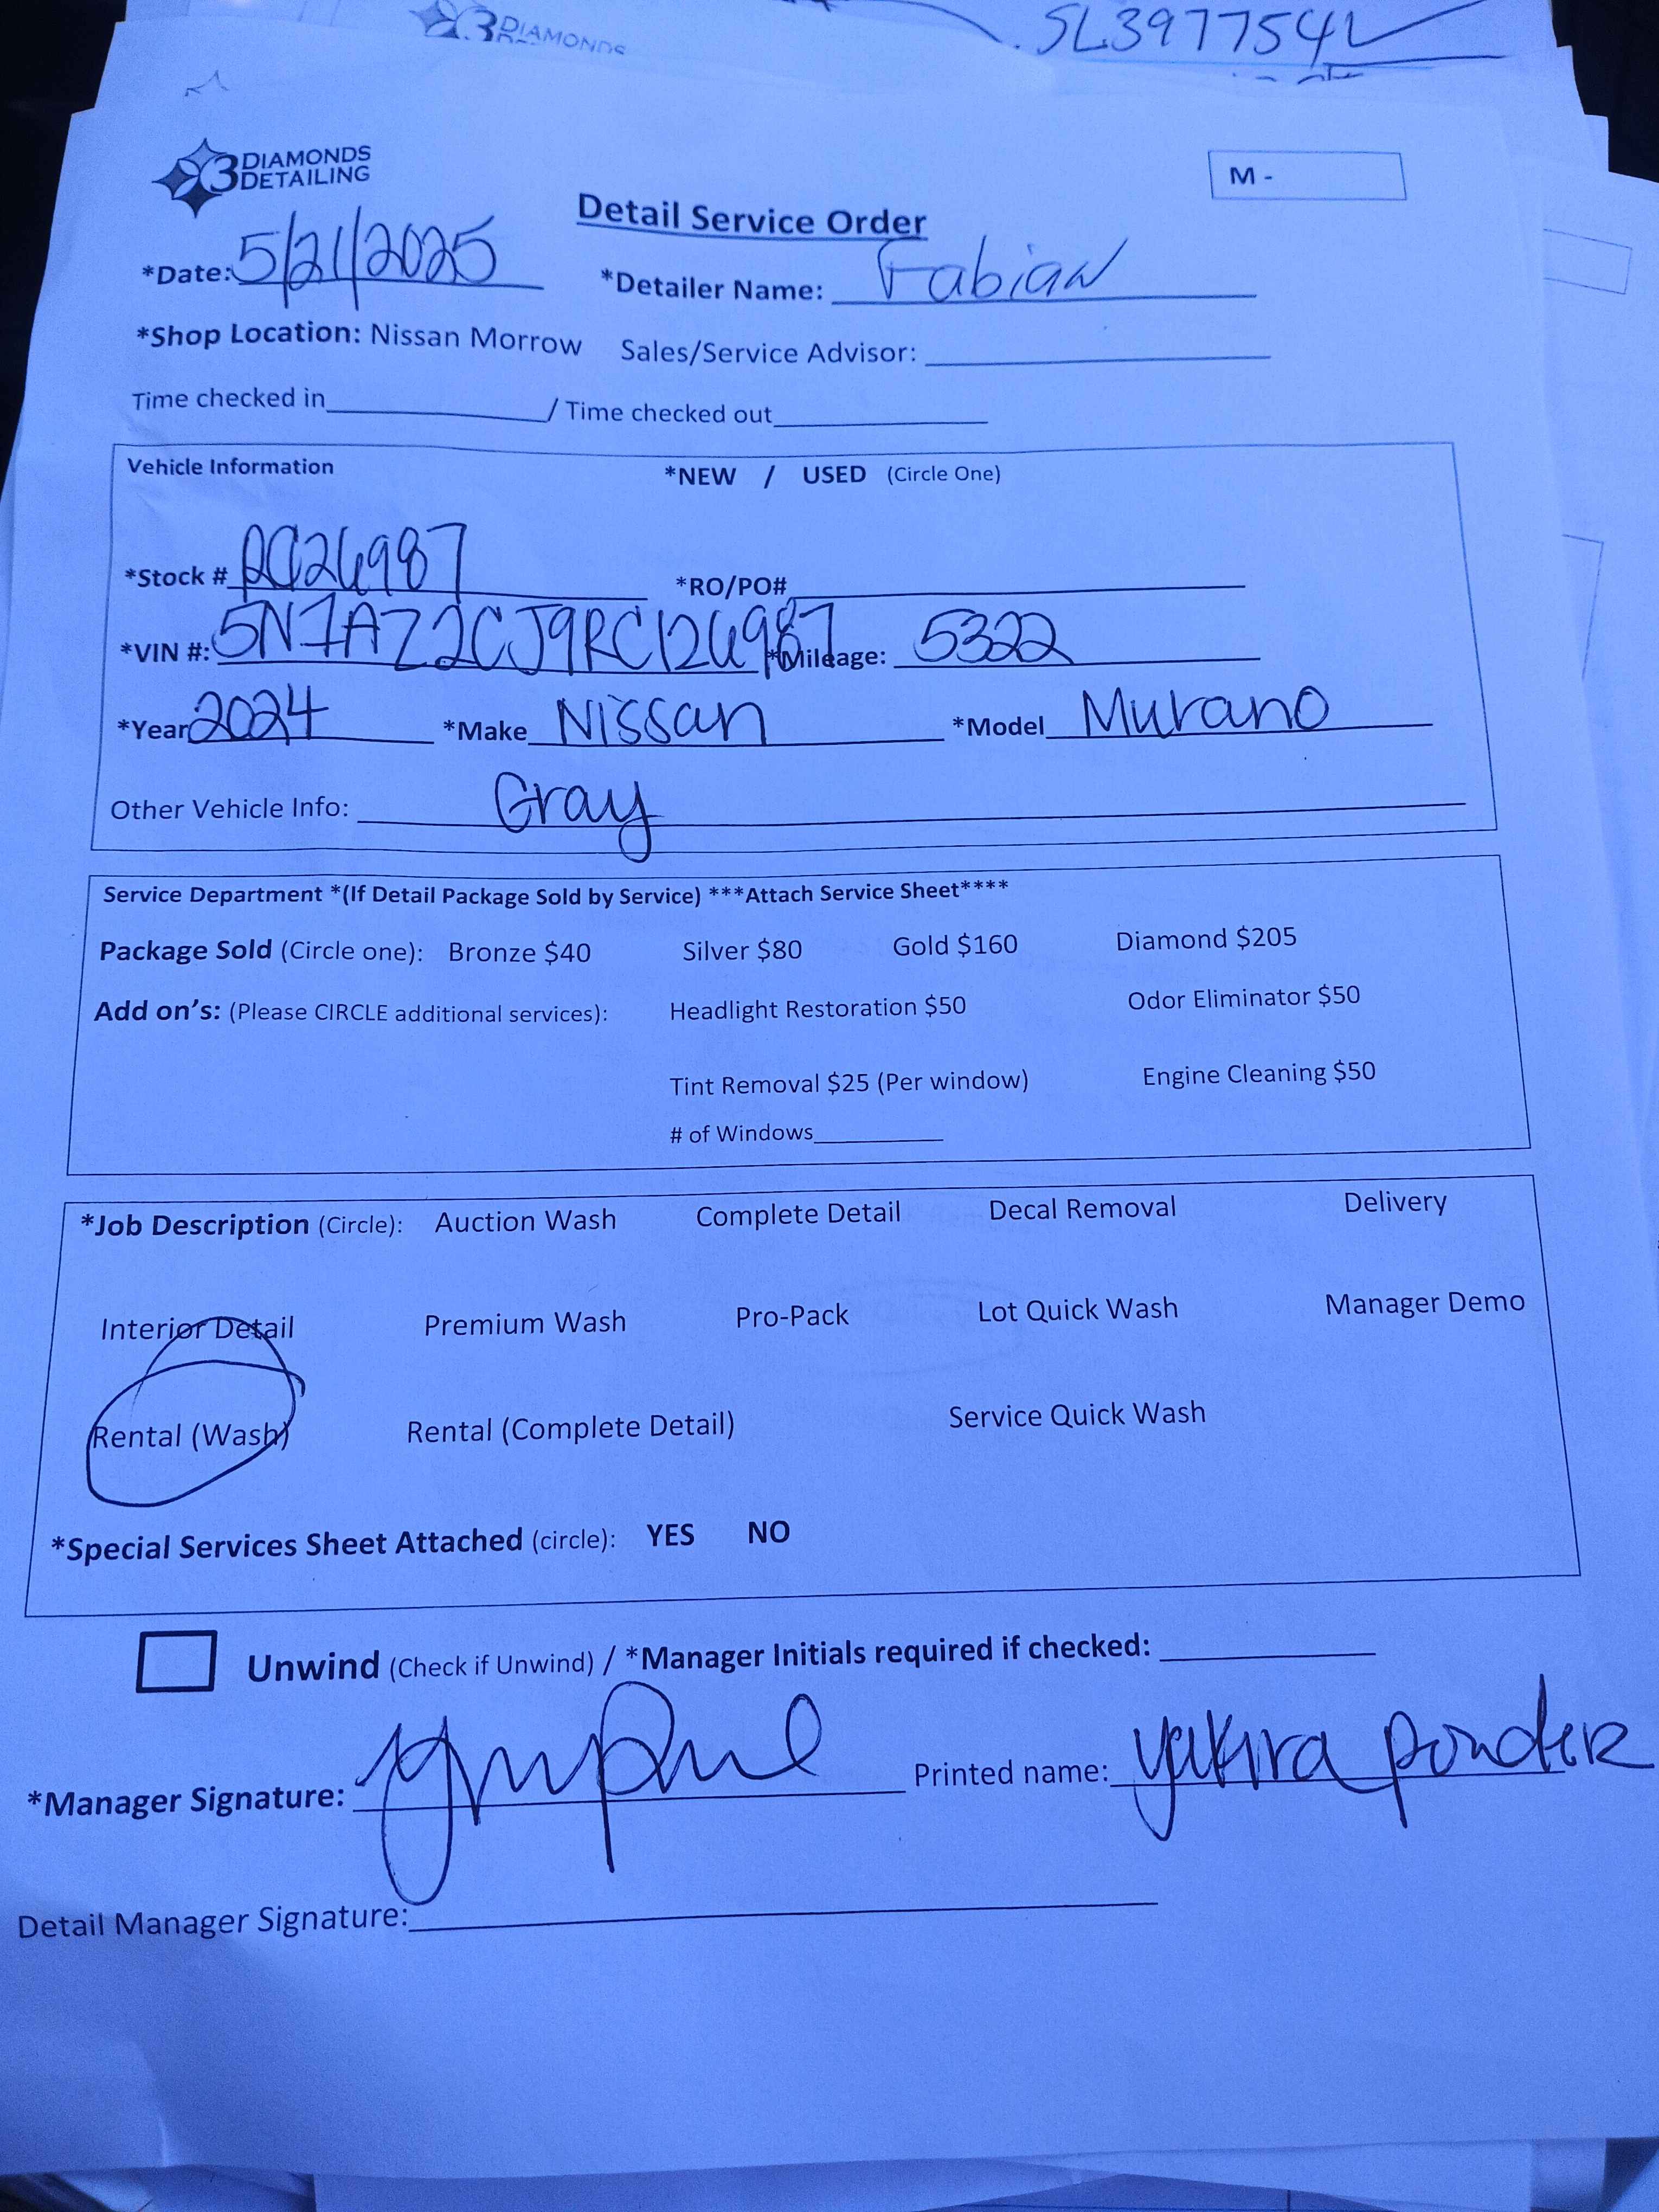 3 DIAMONDS
SL3977542
3 DIAMONDS
DETAILING
M -
Detail Service Order
*Date: 5/21/2025 *Detailer Name: Fabian
*Shop Location: Nissan Morrow Sales/Service Advisor:
Time checked in / Time checked out
Vehicle Information *NEW / USED (Circle One)
*Stock # RC126987 *RO/PO#
*VIN #: 5N1AZ2CJ9RC126987 *Mileage: 5322
*Year 2024 *Make Nissan *Model Murano
Other Vehicle Info: Gray
Service Department *(If Detail Package Sold by Service) ***Attach Service Sheet****
Package Sold (Circle one): Bronze $40 Silver $80 Gold $160 Diamond $205
Add on's: (Please CIRCLE additional services): Headlight Restoration $50 Odor Eliminator $50
Tint Removal $25 (Per window) Engine Cleaning $50
# of Windows
*Job Description (Circle): Auction Wash Complete Detail Decal Removal Delivery
Interior Detail Premium Wash Pro-Pack Lot Quick Wash Manager Demo
Rental (Wash) Rental (Complete Detail) Service Quick Wash
*Special Services Sheet Attached (circle): YES NO
Unwind (Check if Unwind) / *Manager Initials required if checked:
*Manager Signature: Printed name: yakira ponder
Detail Manager Signature: